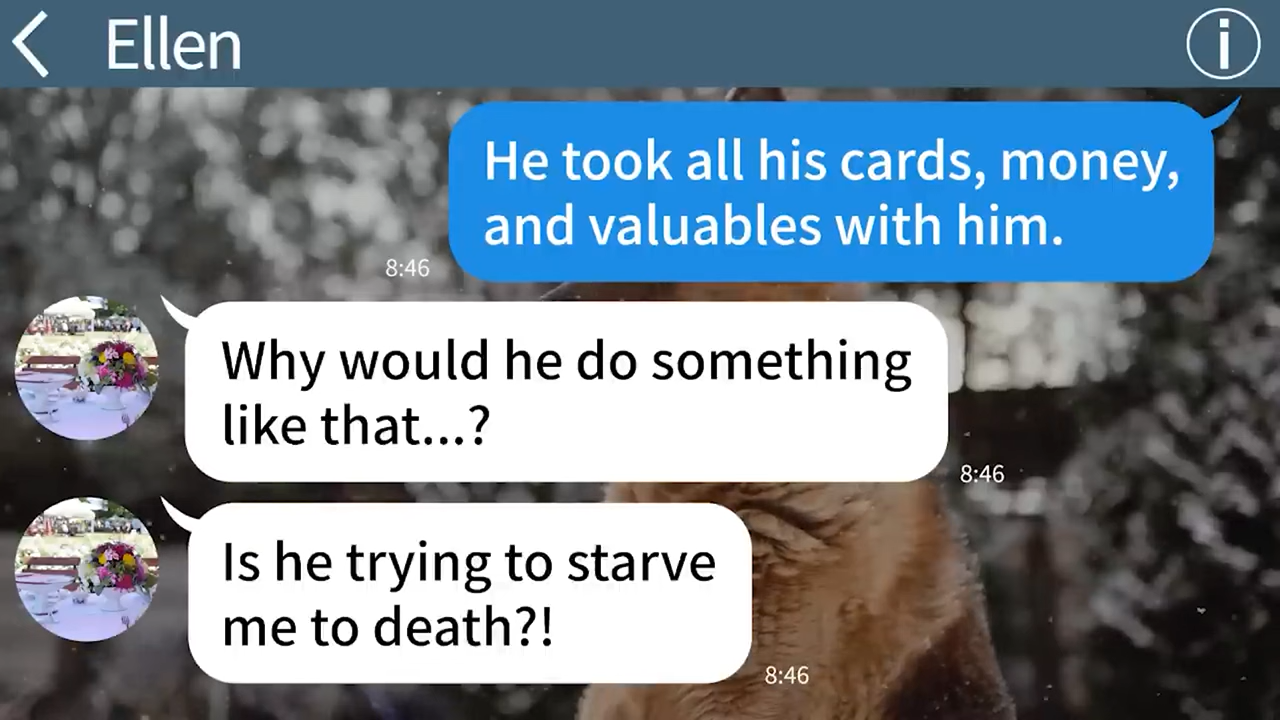 Ellen
He took all his cards, money,
and valuables with him.
8:46
Why would he do something
like that...?
8:46
Is he trying to starve
me to death?!
8:46